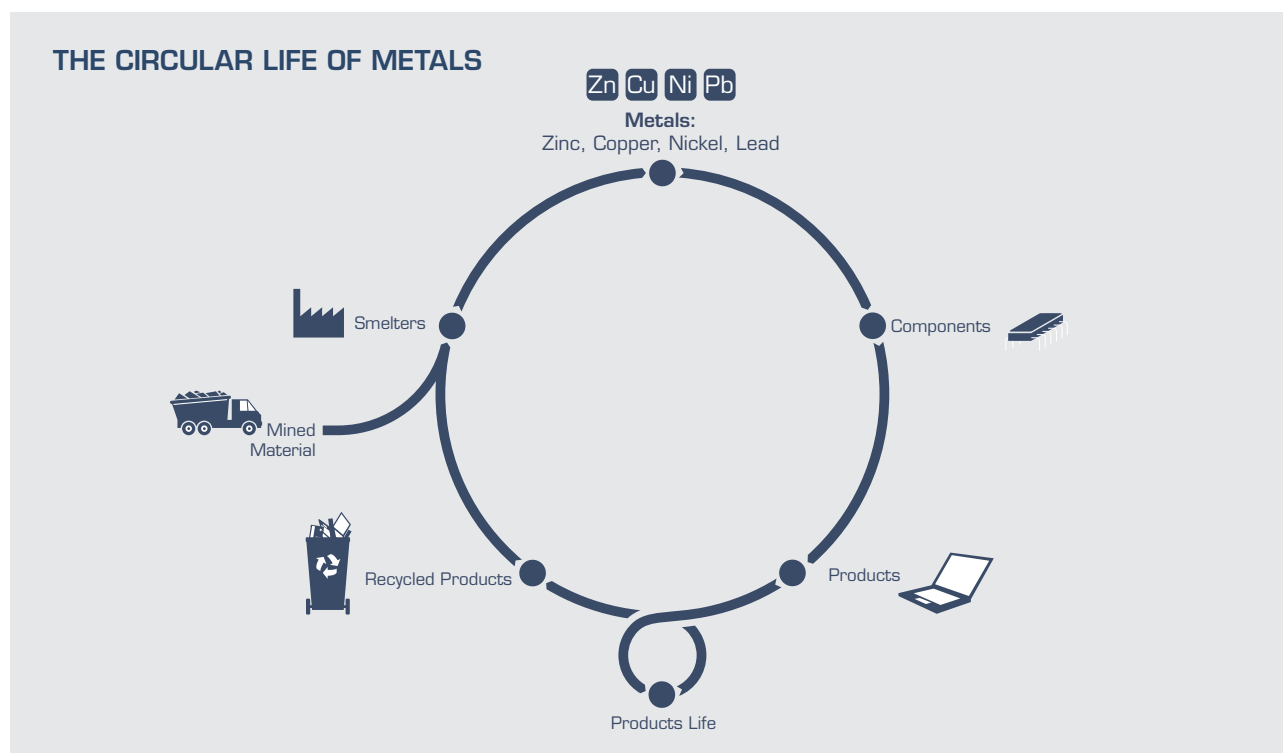 THE CIRCULAR LIFE OF METALS
Zn Cu Ni Pb
Metals:
Zinc, Copper, Nickel, Lead
Smelters
Components
Mined
Material
Recycled Products
Products
Products Life